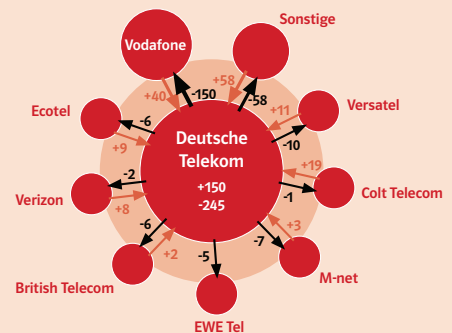 Sonstige
Vodafone
+58
-58
+40
-150
Ecotel
Versatel
-6
+11
+9
-10
Deutsche
Telekom
+150
-245
-2
+19
Verizon
+8
-1
Colt Telecom
-6
+3
+2
-7
-5
M-net
British Telecom
EWE Tel